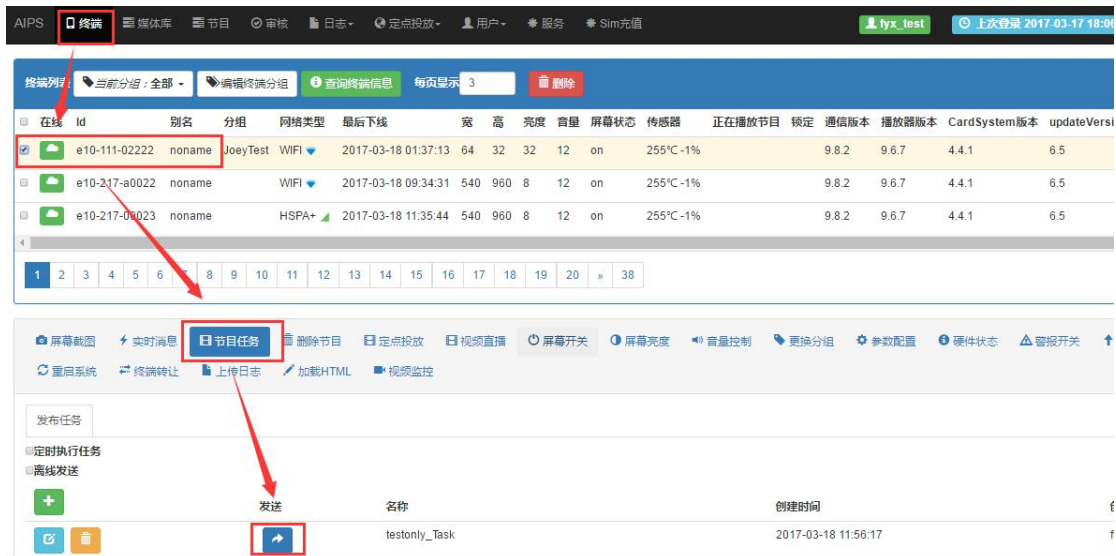 AIPS 终端 媒体库 节目 审核 日志 定点投放 用户 服务 Sim充值 fyx_test 上次登录 2017-03-17 18:06
终端列表 当前分组：全部 编辑终端分组 查询终端信息 每页显示 3 删除
在线 Id 别名 分组 网络类型 最后下线 宽 高 亮度 音量 屏幕状态 传感器 正在播放节目 锁定 通信版本 播放器版本 CardSystem版本 updateVersi
e10-111-02222 noname JoeyTest WIFI 2017-03-18 01:37:13 64 32 32 12 on 255℃-1% 9.8.2 9.6.7 4.4.1 6.5
e10-217-a0022 noname WIFI 2017-03-18 09:34:31 540 960 8 12 on 255℃-1% 9.8.2 9.6.7 4.4.1 6.5
e10-217-00023 noname HSPA+ 2017-03-18 11:35:44 540 960 8 12 on 255℃-1% 9.8.2 9.6.7 4.4.1 6.5
1 2 3 4 5 6 7 8 9 10 11 12 13 14 15 16 17 18 19 20 » 38
屏幕截图 实时消息 节目任务 删除节目 定点投放 视频直播 屏幕开关 屏幕亮度 音量控制 更换分组 参数配置 硬件状态 警报开关
重启系统 终端转让 上传日志 加载HTML 视频监控
发布任务
定时执行任务
离线发送
发送 名称 创建时间
testonly_Task 2017-03-18 11:56:17